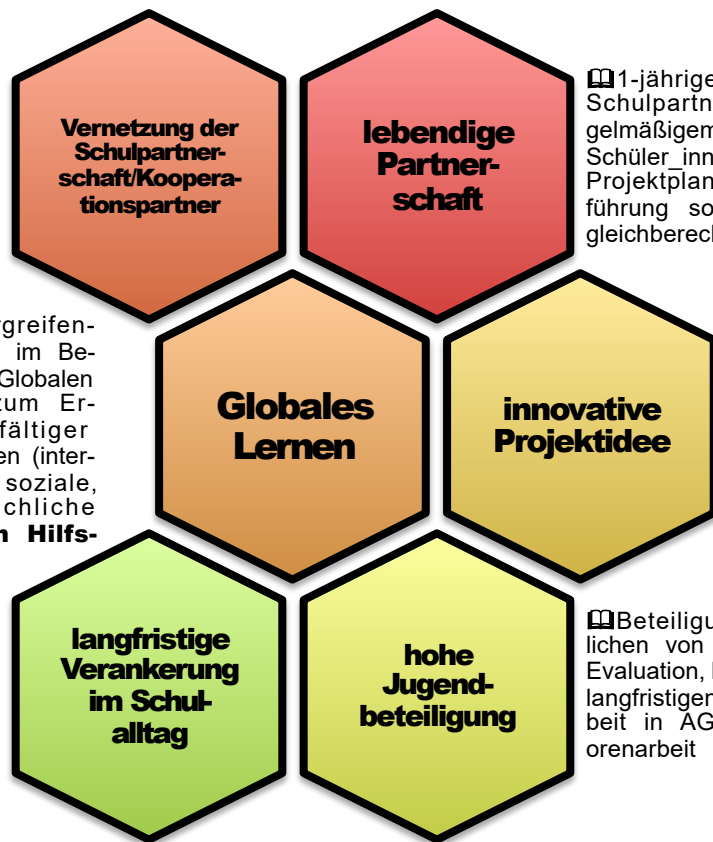 Vernetzung der
Schulpartner-
schaft/Koopera-
tionspartner
lebendige
Partner-
schaft
1-jährige
Schulpartn
gelmäßigem
Schüler_inn
Projektplan
führung so
gleichberech
rgreifen-
im Be-
Globalen
zum Er-
fältiger
en (inter-
soziale,
chliche
n Hilfs-
Globales
Lernen
innovative
Projektidee
langfristige
Verankerung
im Schul-
alltag
hohe
Jugend-
beteiligung
Beteiligu
lichen von
Evaluation,
langfristigen
beit in AG
orenarbeit